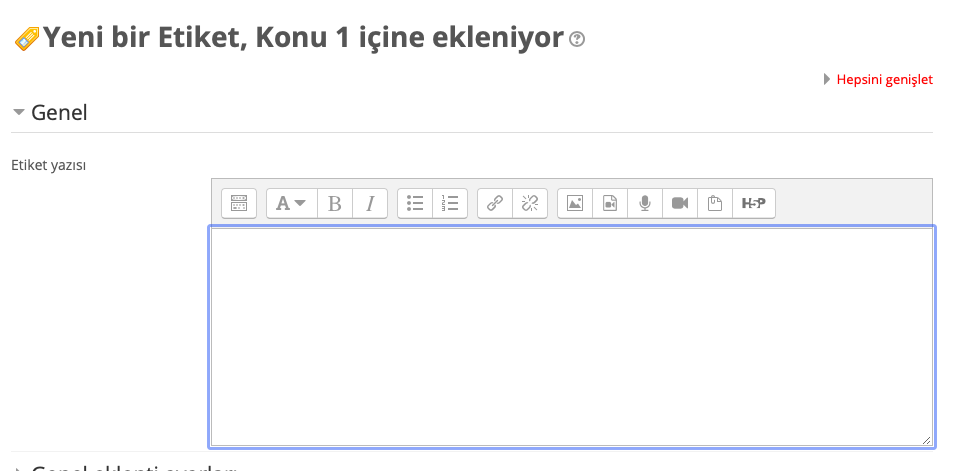 Yeni bir Etiket, Konu 1 içine ekleniyor
Hepsini genişlet
Genel
Etiket yazısı
A B I H5P